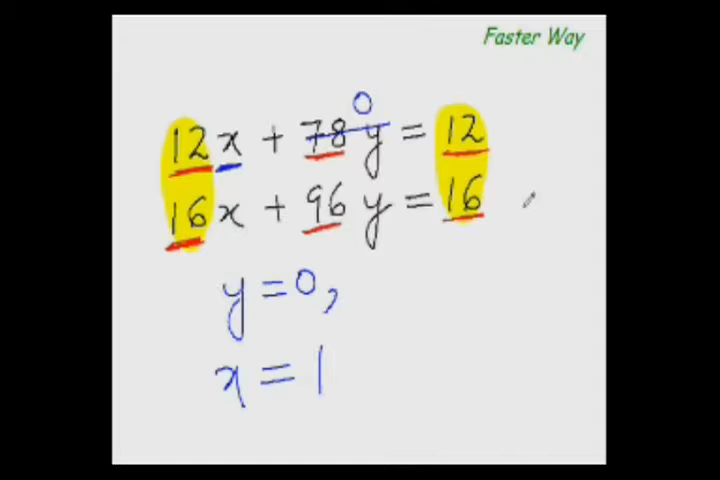 Faster Way
0
12x + 78y = 12
16x + 96y = 16
y = 0,
x = 1